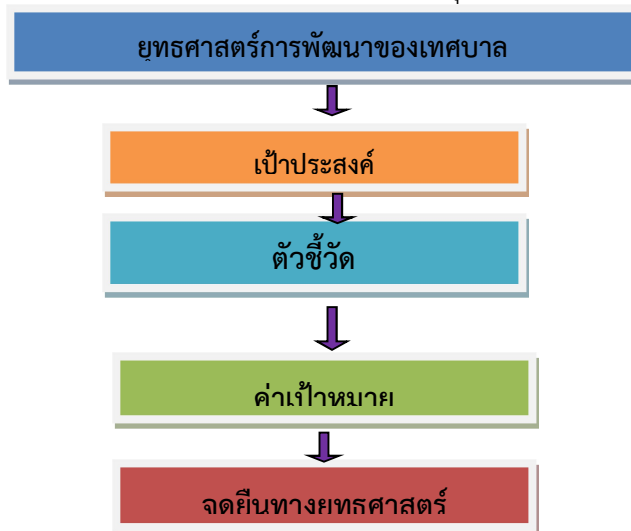 ยุทธศาสตร์การพัฒนาของเทศบาล
เป้าประสงค์
ตัวชี้วัด
ค่าเป้าหมาย
จุดยืนทางยุทธศาสตร์